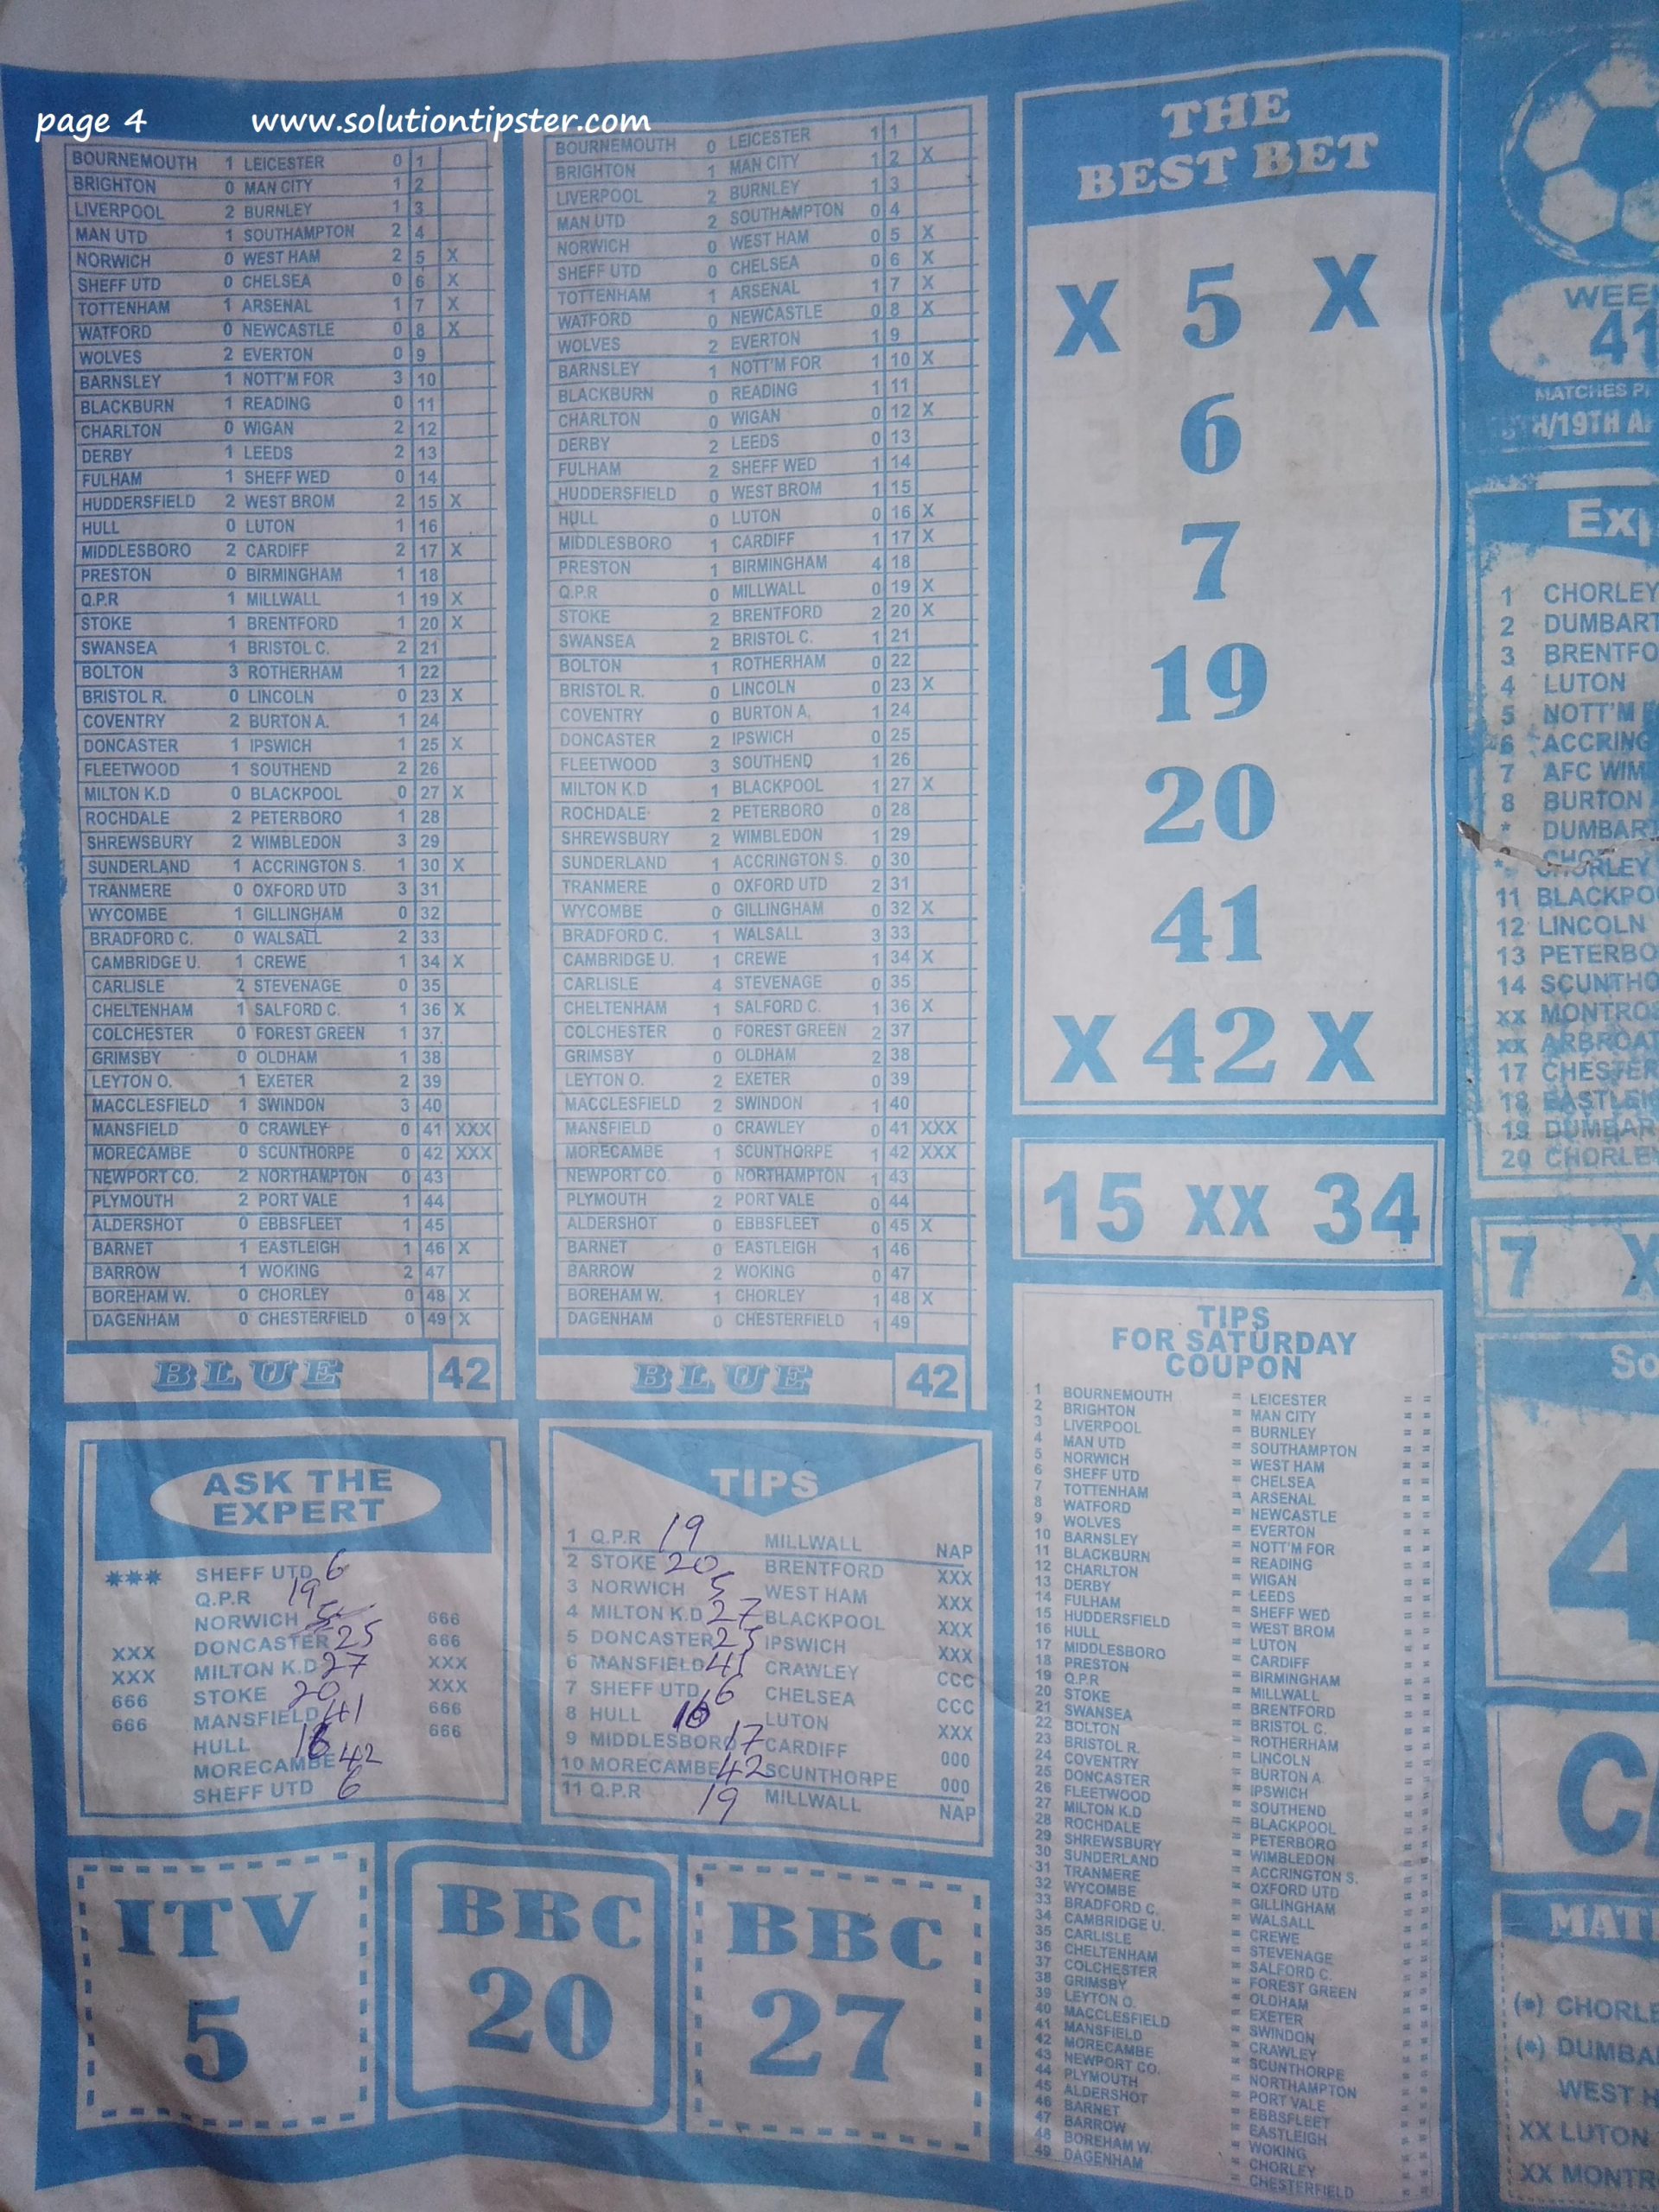 page 4 www.solutiontipster.com
BOURNEMOUTH 1 LEICESTER 0 1
BRIGHTON 0 MAN CITY 1 2
LIVERPOOL 2 BURNLEY 1 3
MAN UTD 1 SOUTHAMPTON 2 4
NORWICH 0 WEST HAM 2 5 X
SHEFF UTD 0 CHELSEA 0 6 X
TOTTENHAM 1 ARSENAL 1 7 X
WATFORD 0 NEWCASTLE 0 8 X
WOLVES 2 EVERTON 0 9
BARNSLEY 1 NOTT'M FOR 3 10
BLACKBURN 1 READING 0 11
CHARLTON 0 WIGAN 2 12
DERBY 1 LEEDS 2 13
FULHAM 1 SHEFF WED 0 14
HUDDERSFIELD 2 WEST BROM 2 15 X
HULL 0 LUTON 1 16
MIDDLESBORO 2 CARDIFF 2 17 X
PRESTON 0 BIRMINGHAM 1 18
Q.P.R 1 MILLWALL 1 19 X
STOKE 1 BRENTFORD 1 20 X
SWANSEA 1 BRISTOL C. 2 21
BOLTON 3 ROTHERHAM 1 22
BRISTOL R. 0 LINCOLN 0 23 X
COVENTRY 2 BURTON A. 1 24
DONCASTER 1 IPSWICH 1 25 X
FLEETWOOD 1 SOUTHEND 2 26
MILTON K.D 0 BLACKPOOL 0 27 X
ROCHDALE 2 PETERBORO 1 28
SHREWSBURY 2 WIMBLEDON 3 29
SUNDERLAND 1 ACCRINGTON S. 1 30 X
TRANMERE 0 OXFORD UTD 3 31
WYCOMBE 1 GILLINGHAM 0 32
BRADFORD C. 0 WALSALL 2 33
CAMBRIDGE U. 1 CREWE 1 34 X
CARLISLE 2 STEVENAGE 0 35
CHELTENHAM 1 SALFORD C. 1 36 X
COLCHESTER 0 FOREST GREEN 1 37
GRIMSBY 0 OLDHAM 1 38
LEYTON O. 1 EXETER 2 39
MACCLESFIELD 1 SWINDON 3 40
MANSFIELD 0 CRAWLEY 0 41 XXX
MORECAMBE 0 SCUNTHORPE 0 42 XXX
NEWPORT CO. 2 NORTHAMPTON 0 43
PLYMOUTH 2 PORT VALE 1 44
ALDERSHOT 0 EBBSFLEET 1 45
BARNET 1 EASTLEIGH 1 46 X
BARROW 1 WOKING 2 47
BOREHAM W. 0 CHORLEY 0 48 X
DAGENHAM 0 CHESTERFIELD 0 49 X
BLUE 42
BOURNEMOUTH 0 LEICESTER 1 1
BRIGHTON 1 MAN CITY 1 2 X
LIVERPOOL 2 BURNLEY 1 3
MAN UTD 2 SOUTHAMPTON 0 4
NORWICH 0 WEST HAM 0 5 X
SHEFF UTD 0 CHELSEA 0 6 X
TOTTENHAM 1 ARSENAL 1 7 X
WATFORD 0 NEWCASTLE 0 8 X
WOLVES 2 EVERTON 1 9
BARNSLEY 1 NOTT'M FOR 1 10 X
BLACKBURN 0 READING 1 11
CHARLTON 0 WIGAN 0 12 X
DERBY 2 LEEDS 0 13
FULHAM 2 SHEFF WED 1 14
HUDDERSFIELD 0 WEST BROM 1 15
HULL 0 LUTON 0 16 X
MIDDLESBORO 1 CARDIFF 1 17 X
PRESTON 1 BIRMINGHAM 4 18
Q.P.R 0 MILLWALL 0 19 X
STOKE 2 BRENTFORD 2 20 X
SWANSEA 2 BRISTOL C. 1 21
BOLTON 1 ROTHERHAM 0 22
BRISTOL R. 0 LINCOLN 0 23 X
COVENTRY 0 BURTON A. 1 24
DONCASTER 2 IPSWICH 0 25
FLEETWOOD 3 SOUTHEND 1 26
MILTON K.D 1 BLACKPOOL 1 27 X
ROCHDALE 2 PETERBORO 0 28
SHREWSBURY 2 WIMBLEDON 1 29
SUNDERLAND 1 ACCRINGTON S. 0 30
TRANMERE 0 OXFORD UTD 2 31
WYCOMBE 0 GILLINGHAM 0 32 X
BRADFORD C. 1 WALSALL 3 33
CAMBRIDGE U. 1 CREWE 1 34 X
CARLISLE 4 STEVENAGE 0 35
CHELTENHAM 1 SALFORD C. 1 36 X
COLCHESTER 0 FOREST GREEN 2 37
GRIMSBY 0 OLDHAM 2 38
LEYTON O. 2 EXETER 0 39
MACCLESFIELD 2 SWINDON 1 40
MANSFIELD 0 CRAWLEY 0 41 XXX
MORECAMBE 1 SCUNTHORPE 1 42 XXX
NEWPORT CO. 0 NORTHAMPTON 1 43
PLYMOUTH 2 PORT VALE 0 44
ALDERSHOT 0 EBBSFLEET 0 45 X
BARNET 0 EASTLEIGH 1 46
BARROW 2 WOKING 0 47
BOREHAM W. 1 CHORLEY 1 48 X
DAGENHAM 0 CHESTERFIELD 1 49
BLUE 42
THE
BEST BET
X 5 X
6
7
19
20
41
X 42 X
15 XX 34
ASK THE
EXPERT
*** SHEFF UTD 6
Q.P.R 19
NORWICH 666
XXX DONCASTER 25 666
XXX MILTON K.D 27 XXX
666 STOKE 20 XXX
666 MANSFIELD 41 666
HULL 16 666
MORECAMBE 42
SHEFF UTD 6
TIPS
1 Q.P.R 19 MILLWALL NAP
2 STOKE 20 BRENTFORD XXX
3 NORWICH 5 WEST HAM XXX
4 MILTON K.D 27 BLACKPOOL XXX
5 DONCASTER 25 IPSWICH XXX
6 MANSFIELD 41 CRAWLEY CCC
7 SHEFF UTD 6 CHELSEA CCC
8 HULL 16 LUTON XXX
9 MIDDLESBORO 17 CARDIFF 000
10 MORECAMBE 42 SCUNTHORPE 000
11 Q.P.R 19 MILLWALL NAP
ITV
5
BBC
20
BBC
27
TIPS
FOR SATURDAY
COUPON
1 BOURNEMOUTH = LEICESTER = =
2 BRIGHTON = MAN CITY = =
3 LIVERPOOL = BURNLEY = =
4 MAN UTD = SOUTHAMPTON = =
5 NORWICH = WEST HAM = =
6 SHEFF UTD = CHELSEA = =
7 TOTTENHAM = ARSENAL = =
8 WATFORD = NEWCASTLE = =
9 WOLVES = EVERTON = =
10 BARNSLEY = NOTT'M FOR = =
11 BLACKBURN = READING = =
12 CHARLTON = WIGAN = =
13 DERBY = LEEDS = =
14 FULHAM = SHEFF WED = =
15 HUDDERSFIELD = WEST BROM = =
16 HULL = LUTON = =
17 MIDDLESBORO = CARDIFF = =
18 PRESTON = BIRMINGHAM = =
19 Q.P.R = MILLWALL = =
20 STOKE = BRENTFORD = =
21 SWANSEA = BRISTOL C. = =
22 BOLTON = ROTHERHAM = =
23 BRISTOL R. = LINCOLN = =
24 COVENTRY = BURTON A. = =
25 DONCASTER = IPSWICH = =
26 FLEETWOOD = SOUTHEND = =
27 MILTON K.D = BLACKPOOL = =
28 ROCHDALE = PETERBORO = =
29 SHREWSBURY = WIMBLEDON = =
30 SUNDERLAND = ACCRINGTON S. = =
31 TRANMERE = OXFORD UTD = =
32 WYCOMBE = GILLINGHAM = =
33 BRADFORD C. = WALSALL = =
34 CAMBRIDGE U. = CREWE = =
35 CARLISLE = STEVENAGE = =
36 CHELTENHAM = SALFORD C. = =
37 COLCHESTER = FOREST GREEN = =
38 GRIMSBY = OLDHAM = =
39 LEYTON O. = EXETER = =
40 MACCLESFIELD = SWINDON = =
41 MANSFIELD = CRAWLEY = =
42 MORECAMBE = SCUNTHORPE = =
43 NEWPORT CO. = NORTHAMPTON = =
44 PLYMOUTH = PORT VALE = =
45 ALDERSHOT = EBBSFLEET = =
46 BARNET = EASTLEIGH = =
47 BARROW = WOKING = =
48 BOREHAM W. = CHORLEY = =
49 DAGENHAM = CHESTERFIELD = =
WEE
41
MATCHES P
H/19TH A
Ex
1 CHORLEY
2 DUMBART
3 BRENTFO
4 LUTON
5 NOTT'M
6 ACCRING
7 AFC WIM
8 BURTON
* DUMBAR
* CHORLEY
11 BLACKPO
12 LINCOLN
13 PETERBO
14 SCUNTHO
XX MONTROS
XX ARBROAT
17 CHESTER
18 EASTLEIG
19 DUMBAR
20 CHORLEY
7 X
So
4
C
MAT
(*) CHORLE
(*) DUMBA
WEST H
XX LUTON
XX MONTR